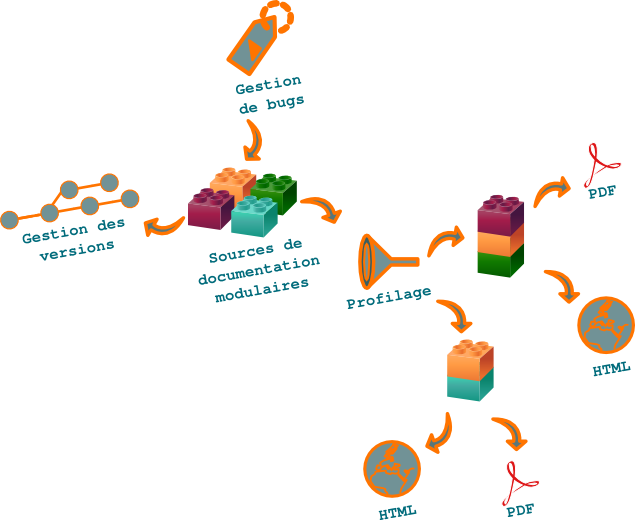 Gestion
de bugs
Gestion des
versions
Sources de
documentation
modulaires
Profilage
PDF
HTML
HTML
PDF